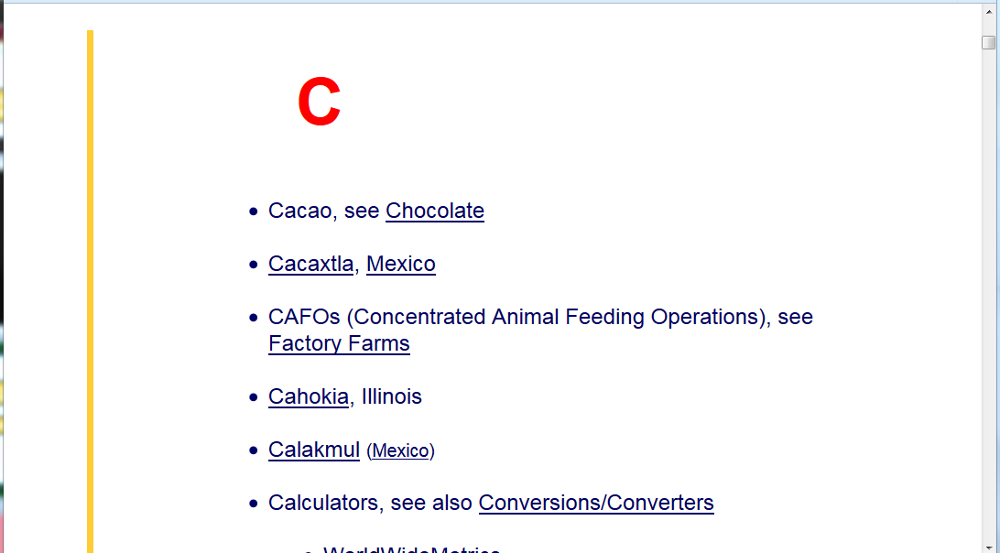 C
Cacao, see Chocolate
Cacaxtla, Mexico
CAFOs (Concentrated Animal Feeding Operations), see
Factory Farms
Cahokia, Illinois
Calakmul (Mexico)
Calculators, see also Conversions/Converters
WorldWideMetrics